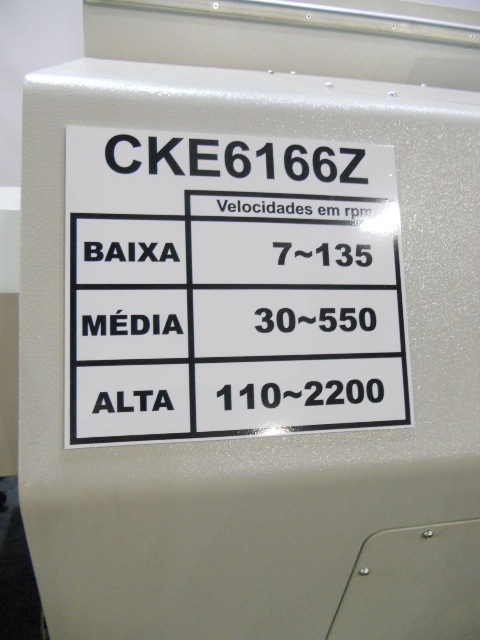 CKE6166Z
Velocidades em rpm
BAIXA 7~135
MÉDIA 30~550
ALTA 110~2200